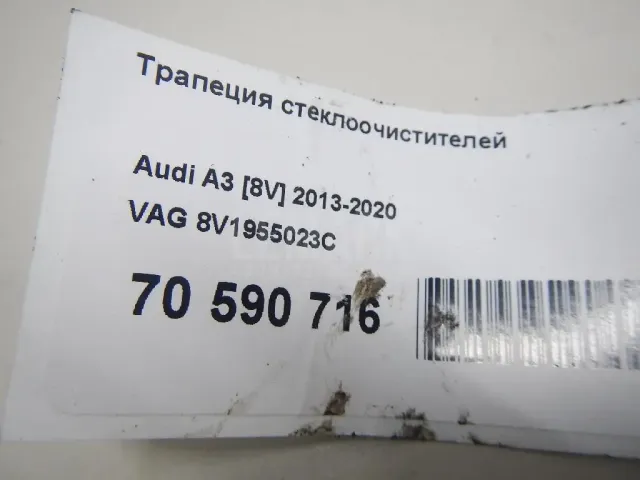 Трапеция стеклоочистителей
Audi A3 [8V] 2013-2020
VAG 8V1955023C
70 590 716